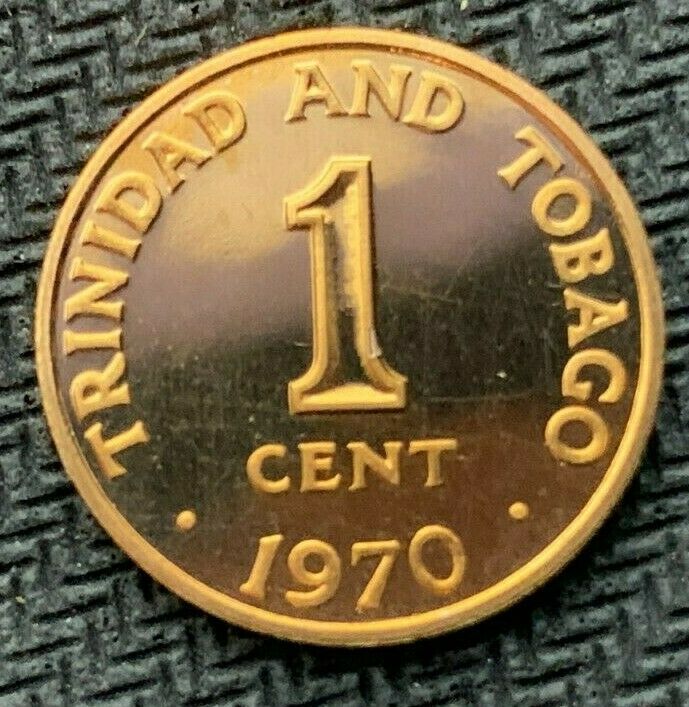 TRINIDAD AND TOBAGO
1
CENT
· 1970 ·